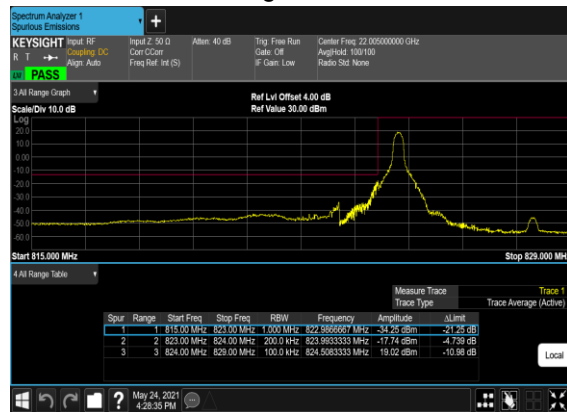 Spectrum Analyzer 1
Spurious Emissions
KEYSIGHT Input: RF Input Z: 50 Ω Atten: 40 dB Trig: Free Run Center Freq: 22.005000000 GHz
R T Coupling: DC Corr CCorr Gate: Off Avg|Hold: 100/100
Align: Auto Freq Ref: Int (S) IF Gain: Low Radio Std: None
PASS
3 All Range Graph
Ref Lvl Offset 4.00 dB
Scale/Div 10.0 dB Ref Value 30.00 dBm
Log
20.0
10.0
0.00
-10.0
-20.0
-30.0
-40.0
-50.0
-60.0
Start 815.000 MHz Stop 829.000 MH
4 All Range Table
Measure Trace Trace 1
Trace Type Trace Average (Active)
Spur Range Start Freq Stop Freq RBW Frequency Amplitude ΔLimit
1 1 815.00 MHz 823.00 MHz 1.000 MHz 822.9866667 MHz -34.25 dBm -21.25 dB
2 2 823.00 MHz 824.00 MHz 200.0 kHz 823.9933333 MHz -17.74 dBm -4.739 dB
3 3 824.00 MHz 829.00 MHz 100.0 kHz 824.5083333 MHz 19.02 dBm -10.98 dB
Local
May 24, 2021
4:28:35 PM